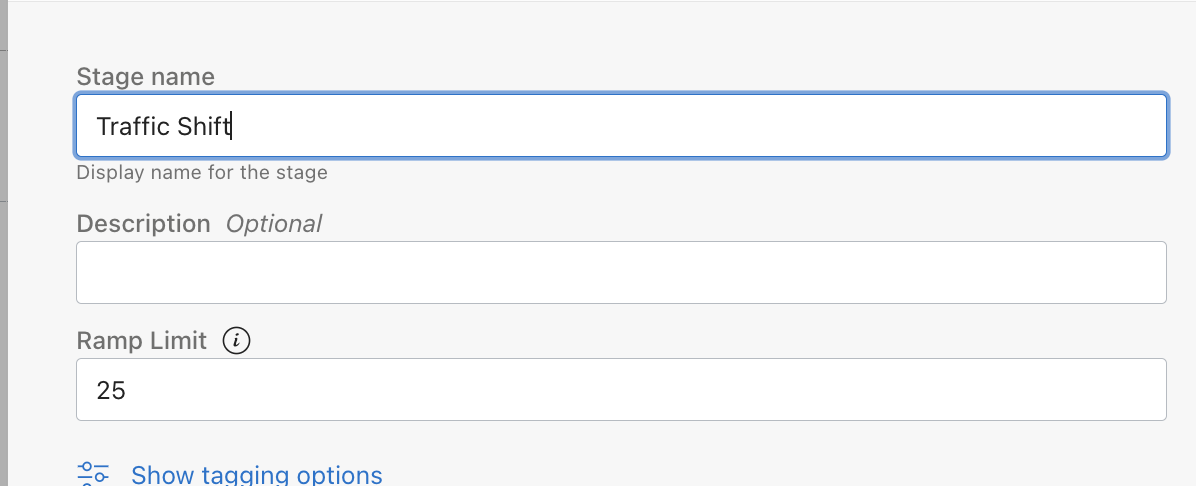 Stage name
Traffic Shift
Display name for the stage
Description Optional
Ramp Limit i
25
Show tagging options